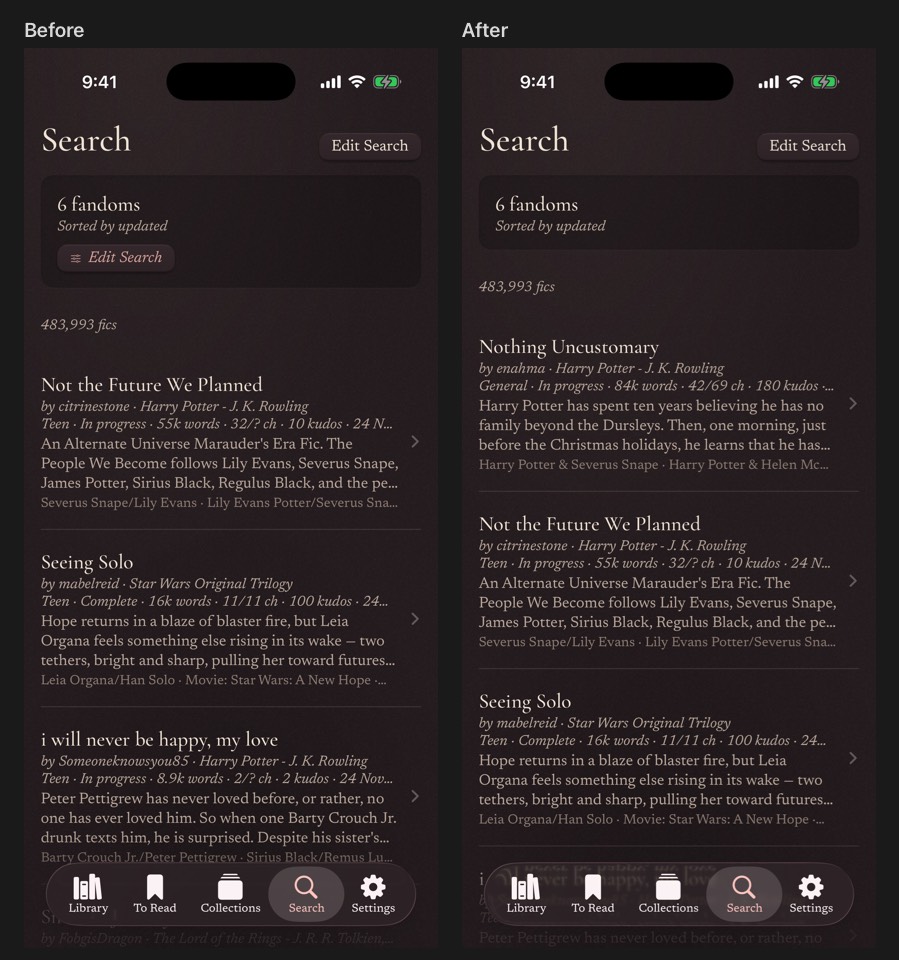 Before
9:41
Search
Edit Search
6 fandoms
Sorted by updated
Edit Search
483,993 fics
Not the Future We Planned
by citrinestone · Harry Potter - J. K. Rowling
Teen · In progress · 55k words · 32/? ch · 10 kudos · 24 N...
An Alternate Universe Marauder's Era Fic. The
People We Become follows Lily Evans, Severus Snape,
James Potter, Sirius Black, Regulus Black, and the pe...
Severus Snape/Lily Evans · Lily Evans Potter/Severus Sna...
Seeing Solo
by mabelreid · Star Wars Original Trilogy
Teen · Complete · 16k words · 11/11 ch · 100 kudos · 24...
Hope returns in a blaze of blaster fire, but Leia
Organa feels something else rising in its wake – two
tethers, bright and sharp, pulling her toward futures...
Leia Organa/Han Solo · Movie: Star Wars: A New Hope ·...
i will never be happy, my love
by Someoneknowsyou85 · Harry Potter - J. K. Rowling
Teen · In progress · 8.9k words · 2/? ch · 2 kudos · 24 Nov...
Peter Pettigrew has never loved before, or rather, no
one has ever loved him. So when one Barty Crouch Jr.
drunk texts him, he is surprised. Despite his sister's...
Barty Crouch Jr./Peter Pettigrew · Sirius Black/Remus Lu...
Library
To Read
Collections
Search
Settings
by FobgisDragon · The Lord of the Rings - J. R. R. Tolkien,...
After
9:41
Search
Edit Search
6 fandoms
Sorted by updated
483,993 fics
Nothing Uncustomary
by enahma · Harry Potter - J. K. Rowling
General · In progress · 84k words · 42/69 ch · 180 kudos ·...
Harry Potter has spent ten years believing he has no
family beyond the Dursleys. Then, one morning, just
before the Christmas holidays, he learns that he has...
Harry Potter & Severus Snape · Harry Potter & Helen Mc...
Not the Future We Planned
by citrinestone · Harry Potter - J. K. Rowling
Teen · In progress · 55k words · 32/? ch · 10 kudos · 24 N...
An Alternate Universe Marauder's Era Fic. The
People We Become follows Lily Evans, Severus Snape,
James Potter, Sirius Black, Regulus Black, and the pe...
Severus Snape/Lily Evans · Lily Evans Potter/Severus Sna...
Seeing Solo
by mabelreid · Star Wars Original Trilogy
Teen · Complete · 16k words · 11/11 ch · 100 kudos · 24...
Hope returns in a blaze of blaster fire, but Leia
Organa feels something else rising in its wake – two
tethers, bright and sharp, pulling her toward futures...
Leia Organa/Han Solo · Movie: Star Wars: A New Hope ·...
Library
To Read
Collections
Search
Settings
Peter Pettigrew has never loved before, or rather, no